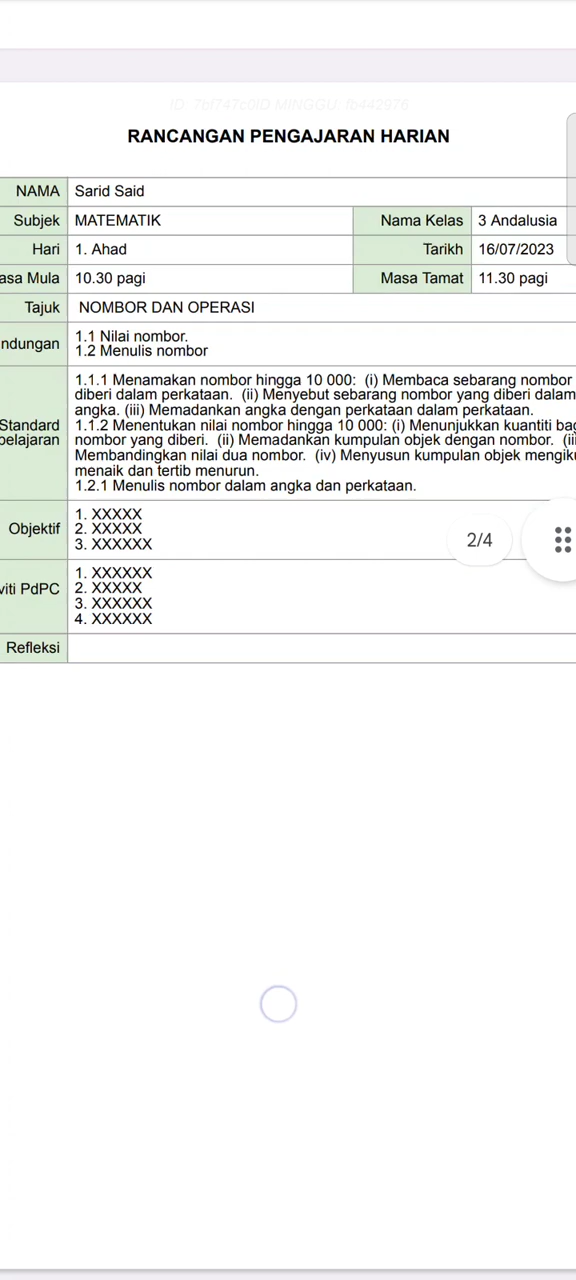 ID: 7bf747c0ID MINGGU: fb442976
RANCANGAN PENGAJARAN HARIAN
NAMA Sarid Said
Subjek MATEMATIK Nama Kelas 3 Andalusia
Hari 1. Ahad Tarikh 16/07/2023
asa Mula 10.30 pagi Masa Tamat 11.30 pagi
Tajuk NOMBOR DAN OPERASI
ndungan
1.1 Nilai nombor.
1.2 Menulis nombor
Standard
pelajaran
1.1.1 Menamakan nombor hingga 10 000: (i) Membaca sebarang nombor
diberi dalam perkataan. (ii) Menyebut sebarang nombor yang diberi dalam
angka. (iii) Memadankan angka dengan perkataan dalam perkataan.
1.1.2 Menentukan nilai nombor hingga 10 000: (i) Menunjukkan kuantiti bag
nombor yang diberi. (ii) Memadankan kumpulan objek dengan nombor. (iii
Membandingkan nilai dua nombor. (iv) Menyusun kumpulan objek mengiku
menaik dan tertib menurun.
1.2.1 Menulis nombor dalam angka dan perkataan.
Objektif
1. XXXXX
2. XXXXX
3. XXXXXX
2/4
viti PdPC
1. XXXXXX
2. XXXXX
3. XXXXXX
4. XXXXXX
Refleksi